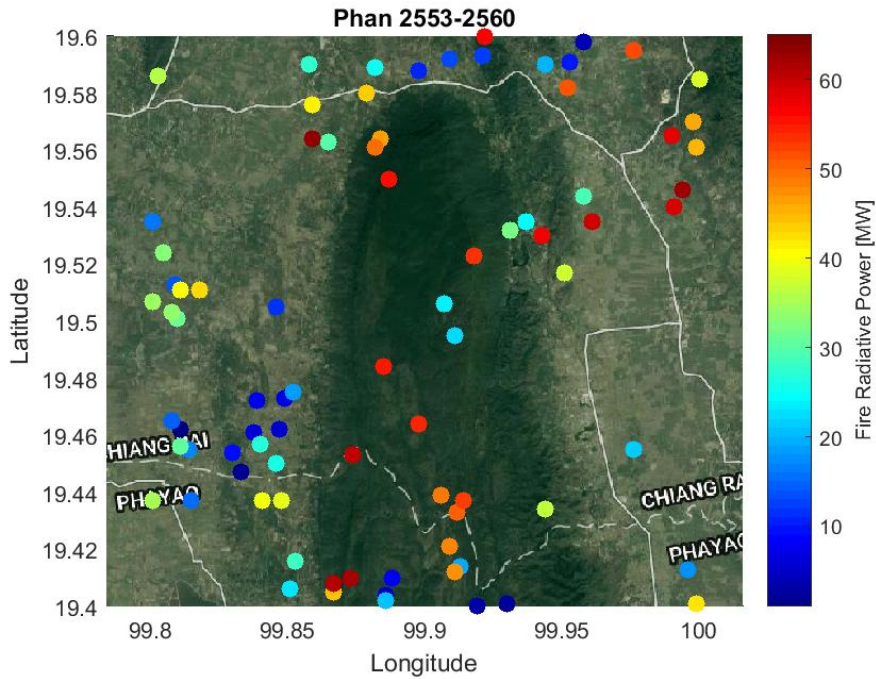 Phan 2553-2560
19.6
19.58
19.56
19.54
19.52
19.5
19.48
19.46
19.44
19.42
19.4
Latitude
HIANG MAI
PHAYAO
CHIANG RA
PHAYAO
99.8
99.85
99.9
99.95
100
Longitude
60
50
40
30
20
10
Fire Radiative Power [MW]